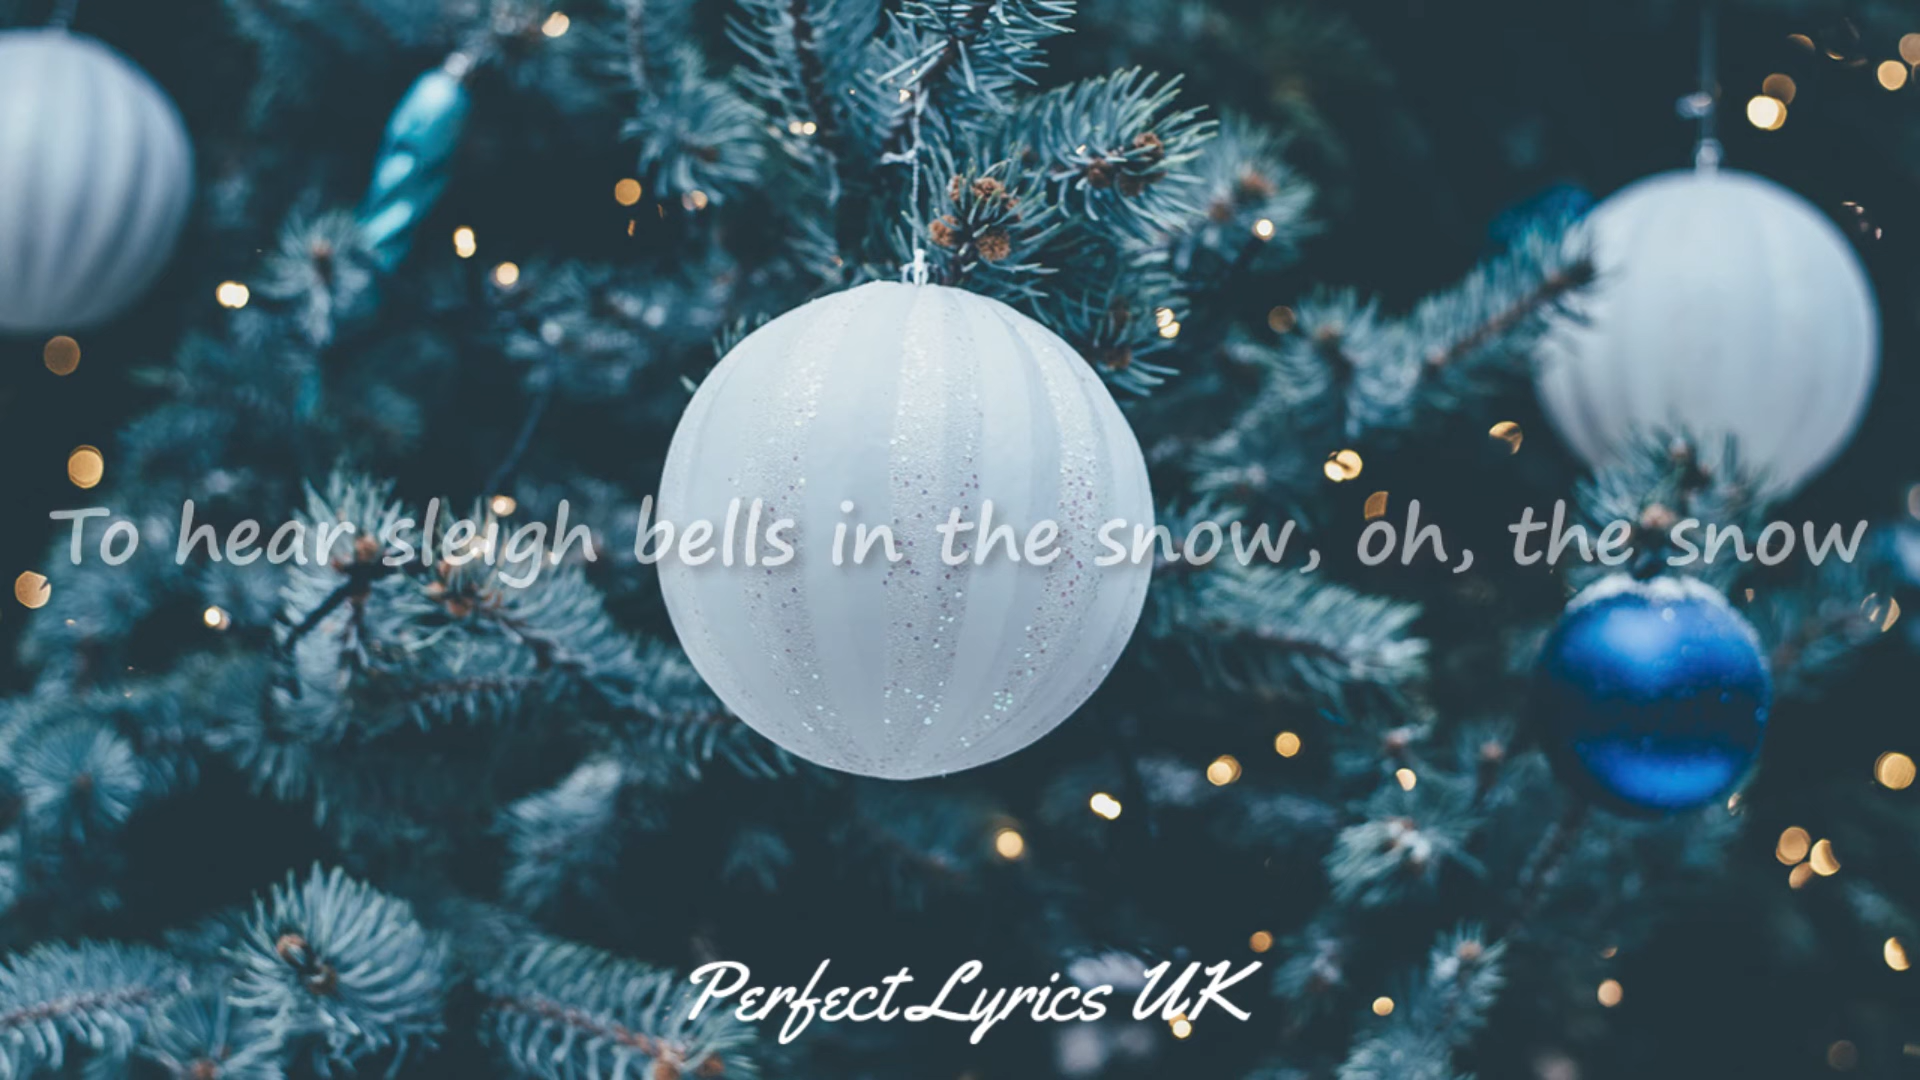 To hear sleigh bells in the snow, oh, the snow
Perfect Lyrics UK